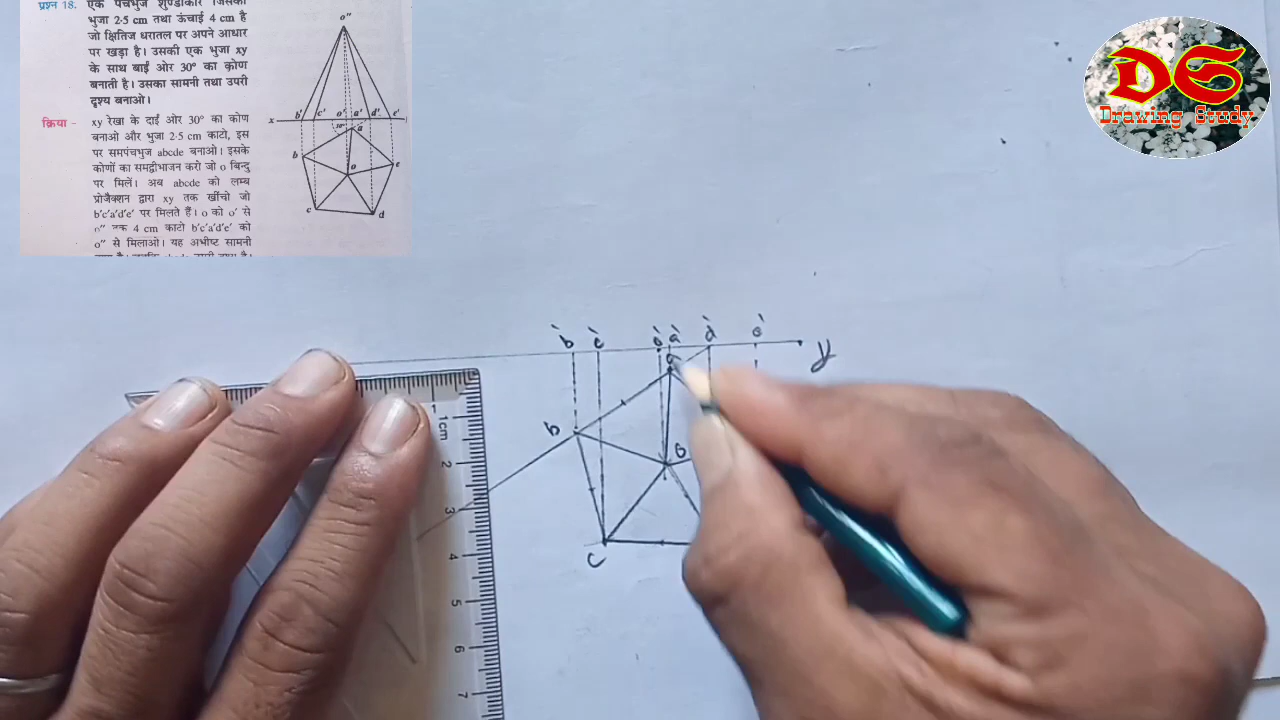 प्रश्न 18. एक पंचभुज शुण्डाकार जिसकी
भुजा 2·5 cm तथा ऊंचाई 4 cm है
जो क्षितिज धरातल पर अपने आधार
पर खड़ा है। उसकी एक भुजा xy
के साथ बाईं ओर 30° का कोण
बनाती है। उसका सामनी तथा उपरी
दृश्य बनाओ।
क्रिया – xy रेखा के दाईं ओर 30° का कोण
बनाओ और भुजा 2·5 cm काटो, इस
पर समपंचभुज abcde बनाओ। इसके
कोणों का समद्वीभाजन करो जो o बिन्दु
पर मिलें। अब abcde को लम्ब
प्रोजैक्शन द्वारा xy तक खींचो जो
b'c'a'd'e' पर मिलते हैं। o को o' से
o" तक 4 cm काटो b'c'a'd'e' को
o" से मिलाओ। यह अभीष्ट सामनी
o"
x b' c' o' a' d' e'
a
b
o e
c d
DS
Drawing Study
b' c' o' a' d' e'
y
a
b
o
c
1cm
2
3
4
5
6
7